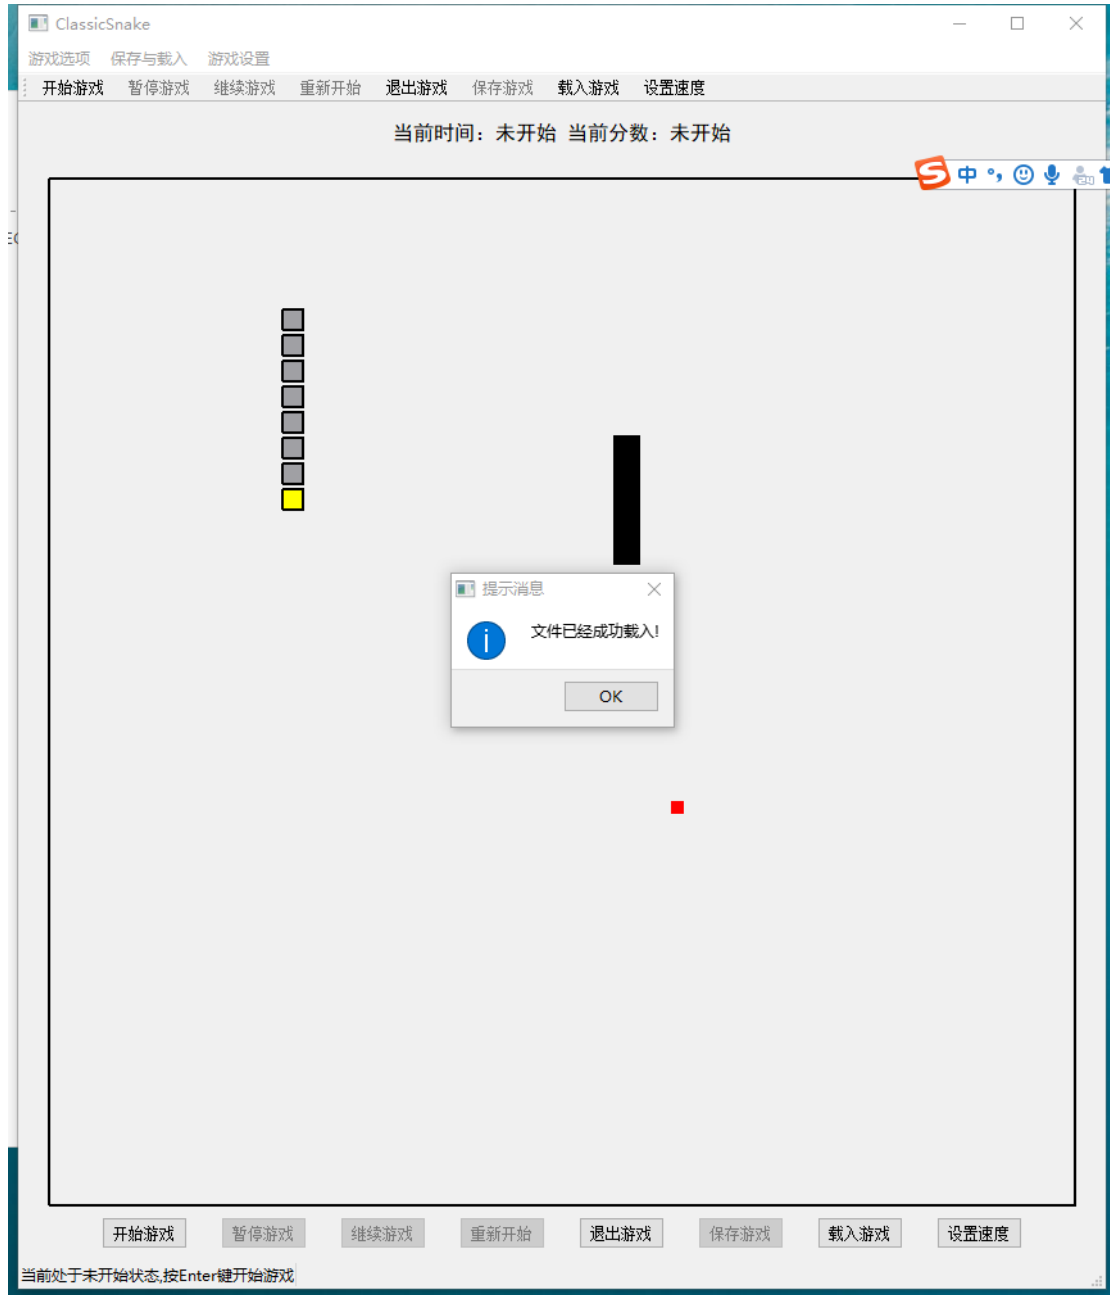 ClassicSnake
游戏选项 保存与载入 游戏设置
开始游戏 暂停游戏 继续游戏 重新开始 退出游戏 保存游戏 载入游戏 设置速度
当前时间：未开始 当前分数：未开始
中
提示消息
文件已经成功载入!
OK
开始游戏 暂停游戏 继续游戏 重新开始 退出游戏 保存游戏 载入游戏 设置速度
当前处于未开始状态,按Enter键开始游戏